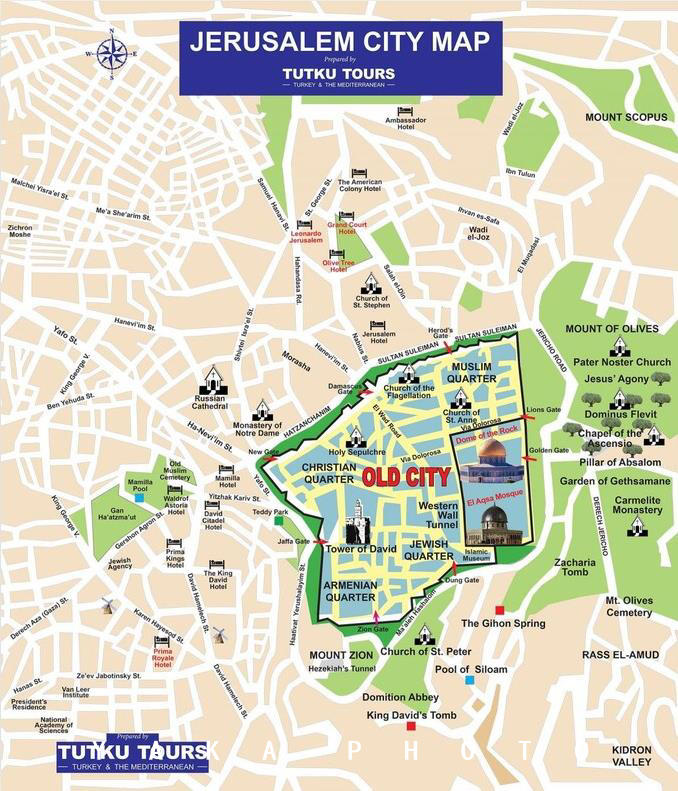 JERUSALEM CITY MAP
Prepared by
TUTKU TOURS
TURKEY & THE MEDITERRANEAN
N
W
E
S
MOUNT SCOPUS
Wadi el-Joz
Ambassador
Hotel
Ibn Tulun
The American
Colony Hotel
Malchei Yisra'el St.
Me'a She'arim St.
Samuel Hanavi St.
St. George St.
Grand Court
Hotel
Leonardo
Jerusalem
Olive Tree
Hotel
Ihvan es-Safa
Wadi
el-Joz
El Muqadasi
Zichron
Moshe
Hahandasa Rd.
Salah el-Din
Church of
St. Stephen
Shivtei Isra'el St.
Hanevi'im St.
Yafo St.
King George V.
Ben Yehuda St.
Morasha
Hanevi'im St.
Nablus St.
Jerusalem
Hotel
Herod's
Gate
SULTAN SULEIMAN
SULTAN SULEIMAN
JERICHO ROAD
MOUNT OF OLIVES
Pater Noster Church
Jesus' Agony
Dominus Flevit
Chapel of the
Ascensio
Pillar of Absalom
Garden of Gethsamane
Carmelite
Monastery
DERECH JERICHO
MUSLIM
QUARTER
Damascus
Gate
Church of the
Flagellation
Church of
St. Anne
Lions Gate
Via Dolorosa
Dome of the Rock
Golden Gate
Russian
Cathedral
Monastery of
Notre Dame
HATZANCHANIM
El Wad Road
Ha-Nevi'im St.
New Gate
Holy Sepulchre
Via Dolorosa
CHRISTIAN
QUARTER
OLD CITY
El Aqsa Mosque
Western
Wall
Tunnel
Yafo St.
Old
Muslim
Cemetery
Mamilla
Pool
Mamilla
Hotel
Waldrof
Astoria
Hotel
Yitzhak Kariv St.
David
Citadel
Hotel
Teddy Park
King George V.
Gan
Ha'atzma'ut
Gershon Agron St.
Jaffa Gate
Tower of David
JEWISH
QUARTER
Islamic
Museum
Dung Gate
Jewish
Agency
Prima
Kings
Hotel
The King
David
Hotel
David Hamelech St.
Haativat Yerushalayim St.
ARMENIAN
QUARTER
Zion Gate
Ma'aleh Hashalom
Zacharia
Tomb
Mt. Olives
Cemetery
The Gihon Spring
Derech Aza (Gaza) St.
Karen Hayesod St.
Prima
Royale
Hotel
MOUNT ZION
Hezekiah's Tunnel
Church of St. Peter
Pool of Siloam
RASS EL-AMUD
Ze'ev Jabotinsky St.
Hanas St.
Van Leer
Institute
President's
Residence
National
Academy of
Sciences
David Hamelech St.
Domition Abbey
King David's Tomb
KIDRON
VALLEY
Prepared by
TUTKU TOURS
TURKEY & THE MEDITERRANEAN